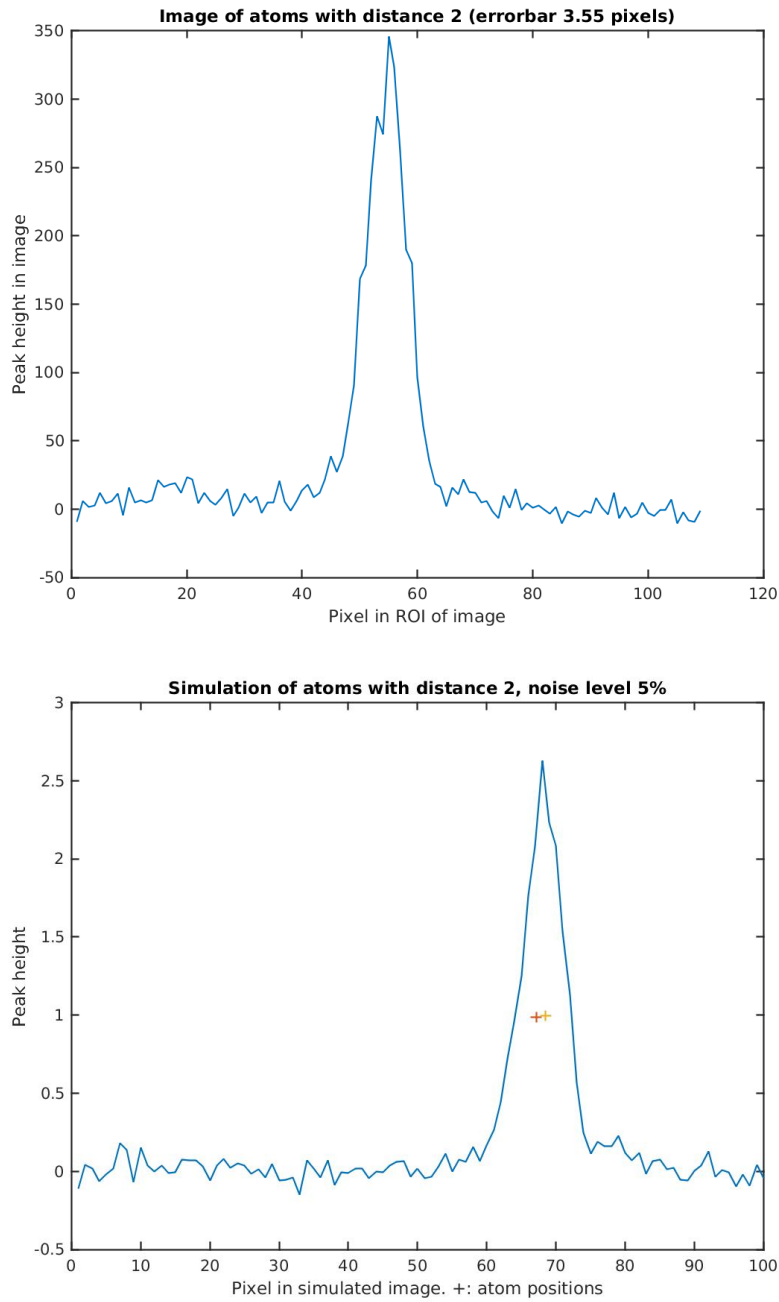 Image of atoms with distance 2 (errorbar 3.55 pixels)
350
300
250
200
150
100
50
0
-50
Peak height in image
0 20 40 60 80 100 120
Pixel in ROI of image
Simulation of atoms with distance 2, noise level 5%
3
2.5
2
1.5
1
0.5
0
-0.5
Peak height
0 10 20 30 40 50 60 70 80 90 100
Pixel in simulated image. +: atom positions